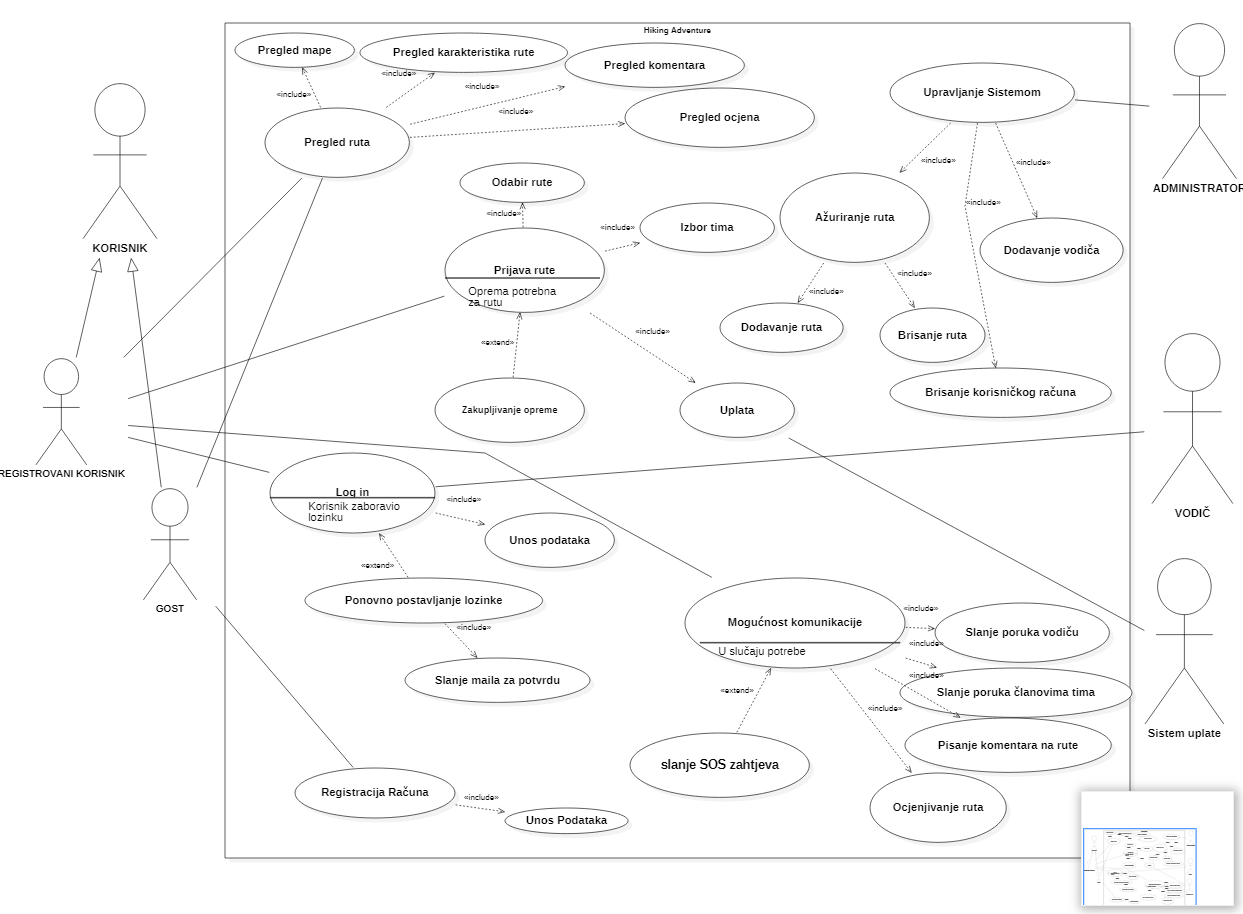 Hiking Adventure
Pregled mape
Pregled karakteristika rute
Pregled komentara
«include»
«include»
«include»
«include»
Pregled ocjena
Pregled ruta
Upravljanje Sistemom
ADMINISTRATOR
«include»
«include»
«include»
Odabir rute
«include»
Izbor tima
«include»
Ažuriranje ruta
Dodavanje vodiča
KORISNIK
Prijava rute
Oprema potrebna
za rutu
«include»
«include»
Dodavanje ruta
Brisanje ruta
«include»
«extend»
Brisanje korisničkog računa
Zakupljivanje opreme
Uplata
REGISTROVANI KORISNIK
Log in
Korisnik zaboravio
lozinku
«include»
Unos podataka
VODIČ
«extend»
Ponovno postavljanje lozinke
«include»
Slanje maila za potvrdu
GOST
Mogućnost komunikacije
U slučaju potrebe
«include»
Slanje poruka vodiču
«include»
«include»
Slanje poruka članovima tima
«extend»
«include»
Pisanje komentara na rute
Sistem uplate
slanje SOS zahtjeva
Ocjenjivanje ruta
Registracija Računa
«include»
Unos Podataka